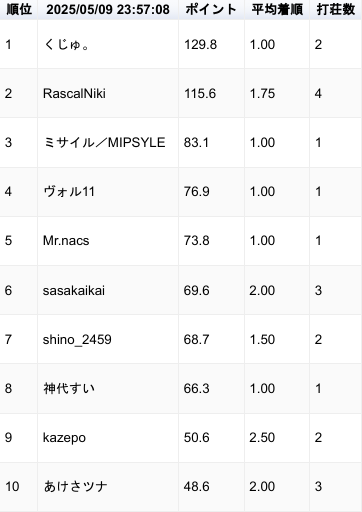 順位 2025/05/09 23:57:08 ポイント 平均着順 打荘数
1 くじゅ。 129.8 1.00 2
2 RascalNiki 115.6 1.75 4
3 ミサイル／MIPSYLE 83.1 1.00 1
4 ヴォル11 76.9 1.00 1
5 Mr.nacs 73.8 1.00 1
6 sasakaikai 69.6 2.00 3
7 shino_2459 68.7 1.50 2
8 神代すい 66.3 1.00 1
9 kazepo 50.6 2.50 2
10 あけさツナ 48.6 2.00 3